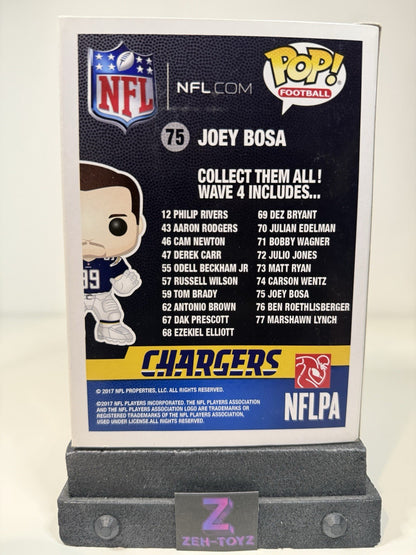 NFL
NFL.COM
POP!
FOOTBALL
75 JOEY BOSA
COLLECT THEM ALL!
WAVE 4 INCLUDES...
12 PHILIP RIVERS
43 AARON RODGERS
46 CAM NEWTON
47 DEREK CARR
55 ODELL BECKHAM JR
57 RUSSELL WILSON
59 TOM BRADY
62 ANTONIO BROWN
67 DAK PRESCOTT
68 EZEKIEL ELLIOTT
69 DEZ BRYANT
70 JULIAN EDELMAN
71 BOBBY WAGNER
72 JULIO JONES
73 MATT RYAN
74 CARSON WENTZ
75 JOEY BOSA
76 BEN ROETHLISBERGER
77 MARSHAWN LYNCH
99
CHARGERS
© 2017 NFL PROPERTIES, LLC. ALL RIGHTS RESERVED.
©2017 NFL PLAYERS INCORPORATED. THE NFL PLAYERS ASSOCIATION
AND THE NFL PLAYERS ASSOCIATION LOGO ARE TRADEMARKS OR
REGISTERED TRADEMARKS OF THE NFL PLAYERS ASSOCIATION,
USED UNDER LICENSE.ALL RIGHTS RESERVED.
NFLPA
Z
ZEH-TOYZ